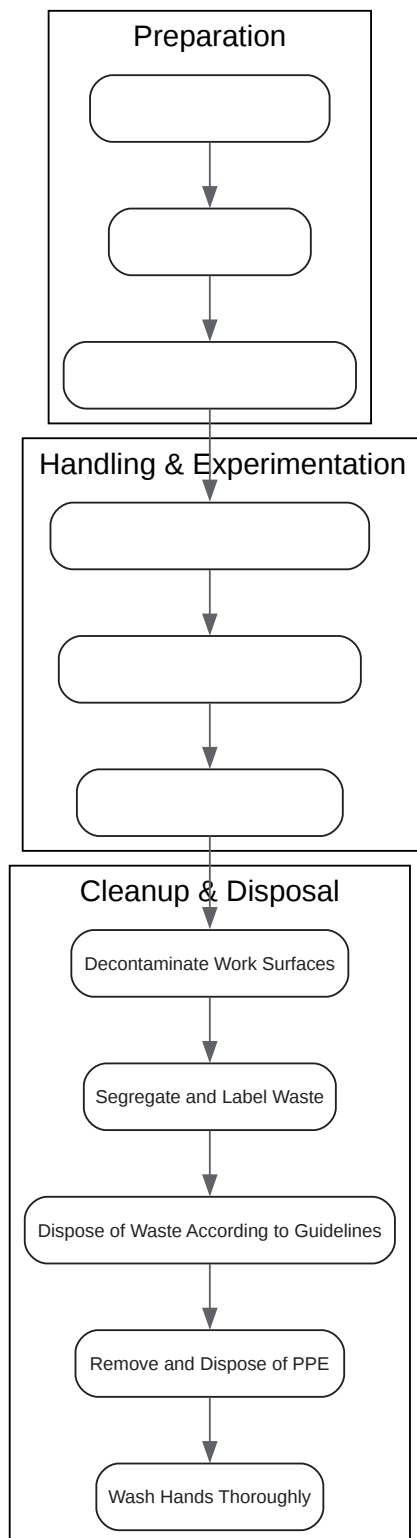 Preparation
Handling & Experimentation
Cleanup & Disposal
Decontaminate Work Surfaces
Segregate and Label Waste
Dispose of Waste According to Guidelines
Remove and Dispose of PPE
Wash Hands Thoroughly